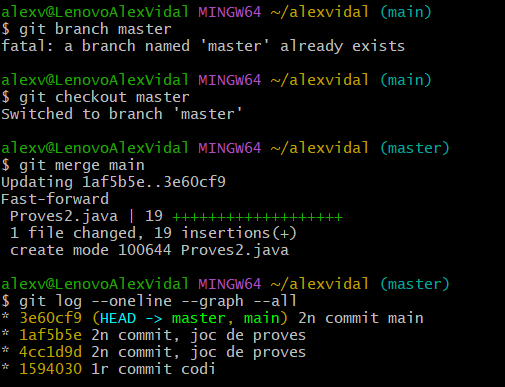 alexv@LenovoAlexVidal MINGW64 ~/alexvidal (main)
$ git branch master
fatal: a branch named 'master' already exists
alexv@LenovoAlexVidal MINGW64 ~/alexvidal (main)
$ git checkout master
Switched to branch 'master'
alexv@LenovoAlexVidal MINGW64 ~/alexvidal (master)
$ git merge main
Updating 1af5b5e..3e60cf9
Fast-forward
 Proves2.java | 19 +++++++++++++++++++
 1 file changed, 19 insertions(+)
 create mode 100644 Proves2.java
alexv@LenovoAlexVidal MINGW64 ~/alexvidal (master)
$ git log --oneline --graph --all
* 3e60cf9 (HEAD -> master, main) 2n commit main
* 1af5b5e 2n commit, joc de proves
* 4cc1d9d 2n commit, joc de proves
* 1594030 1r commit codi